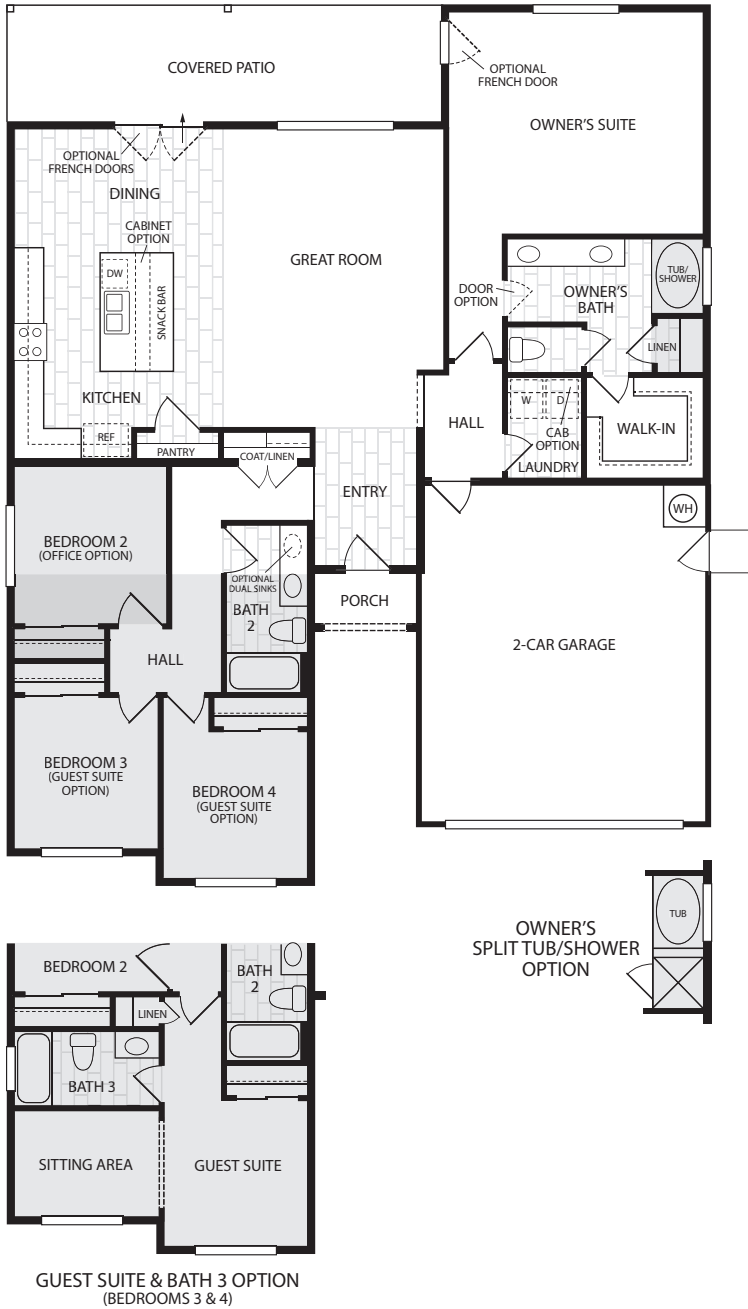 COVERED PATIO
OPTIONAL
FRENCH DOOR
OWNER'S SUITE
OPTIONAL
FRENCH DOORS
DINING
CABINET
OPTION
DW
SNACK BAR
GREAT ROOM
DOOR
OPTION
OWNER'S
BATH
TUB/
SHOWER
LINEN
KITCHEN
REF
PANTRY
COAT/LINEN
HALL
W
D
CAB
OPTION
LAUNDRY
WALK-IN
ENTRY
WH
BEDROOM 2
(OFFICE OPTION)
OPTIONAL
DUAL SINKS
BATH
2
PORCH
HALL
2-CAR GARAGE
BEDROOM 3
(GUEST SUITE
OPTION)
BEDROOM 4
(GUEST SUITE
OPTION)
TUB
OWNER'S
SPLIT TUB/SHOWER
OPTION
BEDROOM 2
BATH
2
LINEN
BATH 3
SITTING AREA
GUEST SUITE
GUEST SUITE & BATH 3 OPTION
(BEDROOMS 3 & 4)